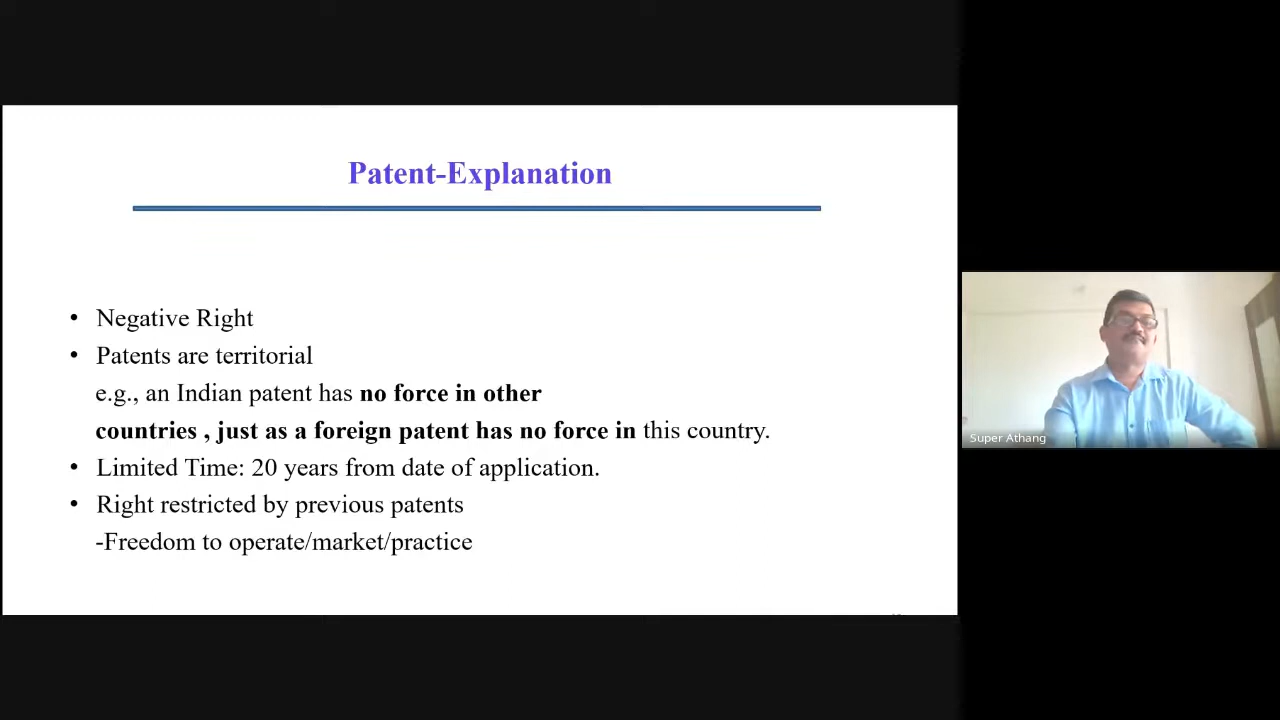 Patent-Explanation
• Negative Right
• Patents are territorial
e.g., an Indian patent has no force in other
countries , just as a foreign patent has no force in this country.
• Limited Time: 20 years from date of application.
• Right restricted by previous patents
-Freedom to operate/market/practice
Super Athang